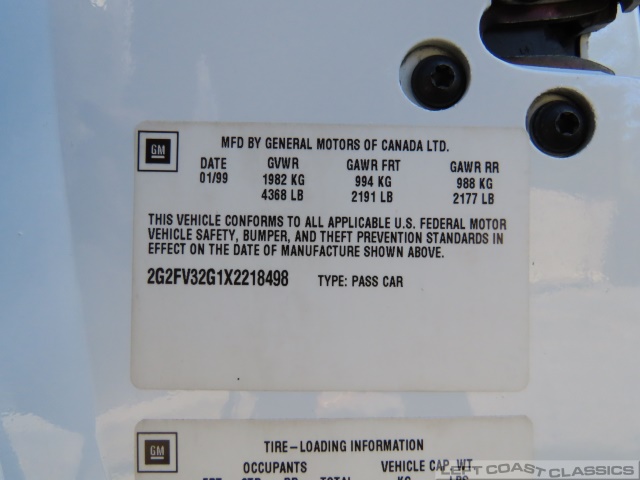 GM
MFD BY GENERAL MOTORS OF CANADA LTD.
DATE GVWR GAWR FRT GAWR RR
01/99 1982 KG 994 KG 988 KG
4368 LB 2191 LB 2177 LB
THIS VEHICLE CONFORMS TO ALL APPLICABLE U.S. FEDERAL MOTOR
VEHICLE SAFETY, BUMPER, AND THEFT PREVENTION STANDARDS IN
EFFECT ON THE DATE OF MANUFACTURE SHOWN ABOVE.
2G2FV32G1X2218498 TYPE: PASS CAR
GM
TIRE-LOADING INFORMATION
OCCUPANTS VEHICLE CAP. WT.
LEFT COAST CLASSICS